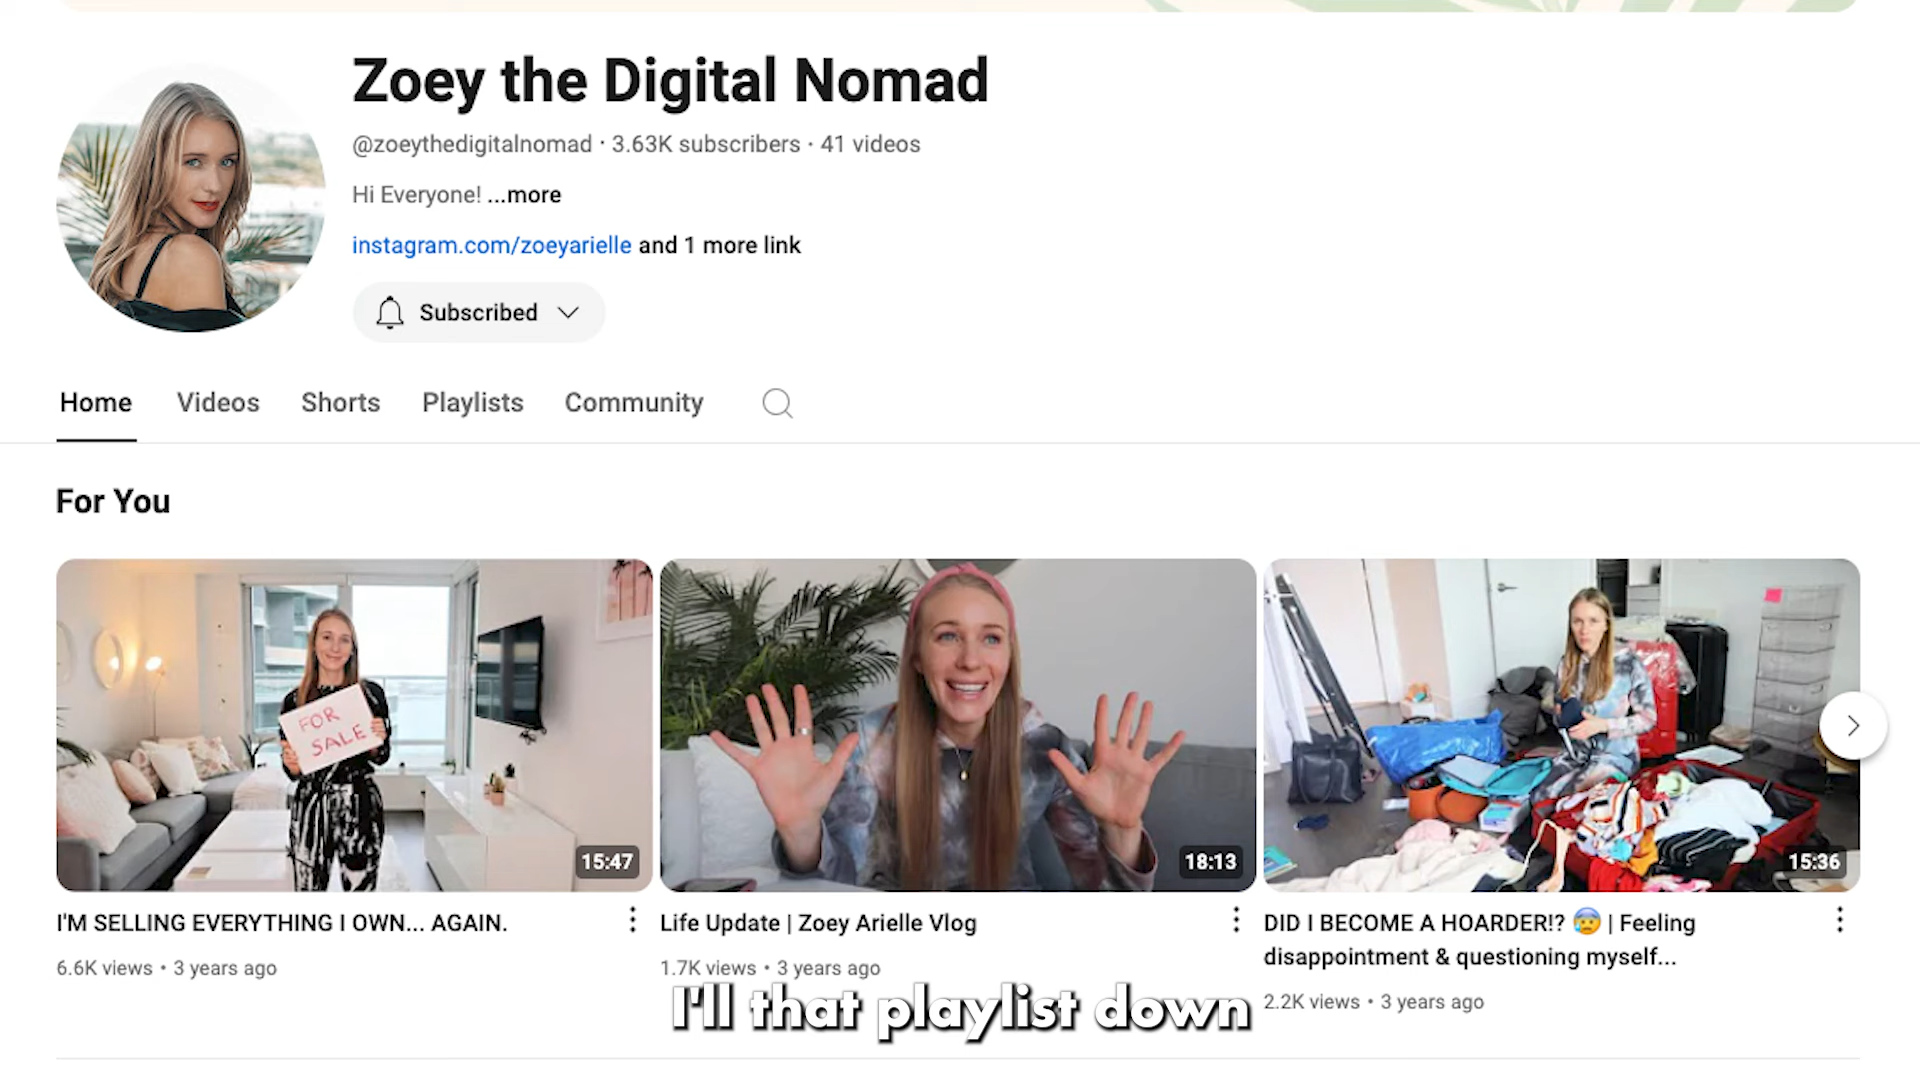 Zoey the Digital Nomad
@zoeythedigitalnomad · 3.63K subscribers · 41 videos
Hi Everyone! ...more
instagram.com/zoeyarielle and 1 more link
Subscribed
Home Videos Shorts Playlists Community
For You
FOR
SALE
15:47
18:13
15:36
I'M SELLING EVERYTHING I OWN... AGAIN.
6.6K views • 3 years ago
Life Update | Zoey Arielle Vlog
1.7K views • 3 years ago
DID I BECOME A HOARDER!? 😰 | Feeling
disappointment & questioning myself...
2.2K views • 3 years ago
I'll that playlist down